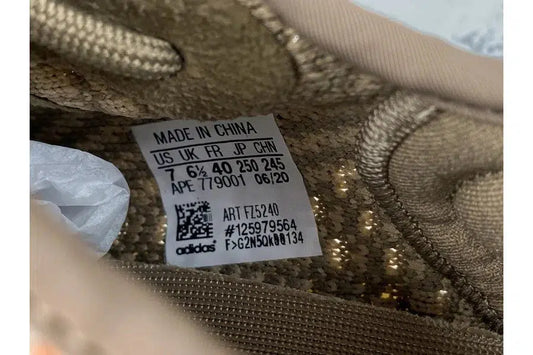 MADE IN CHINA
US UK FR JP CHN
7 6½ 40 250 245
APE 779001 06/20
ART FZ5240
#125979564
adidas F>G2N5QK00134